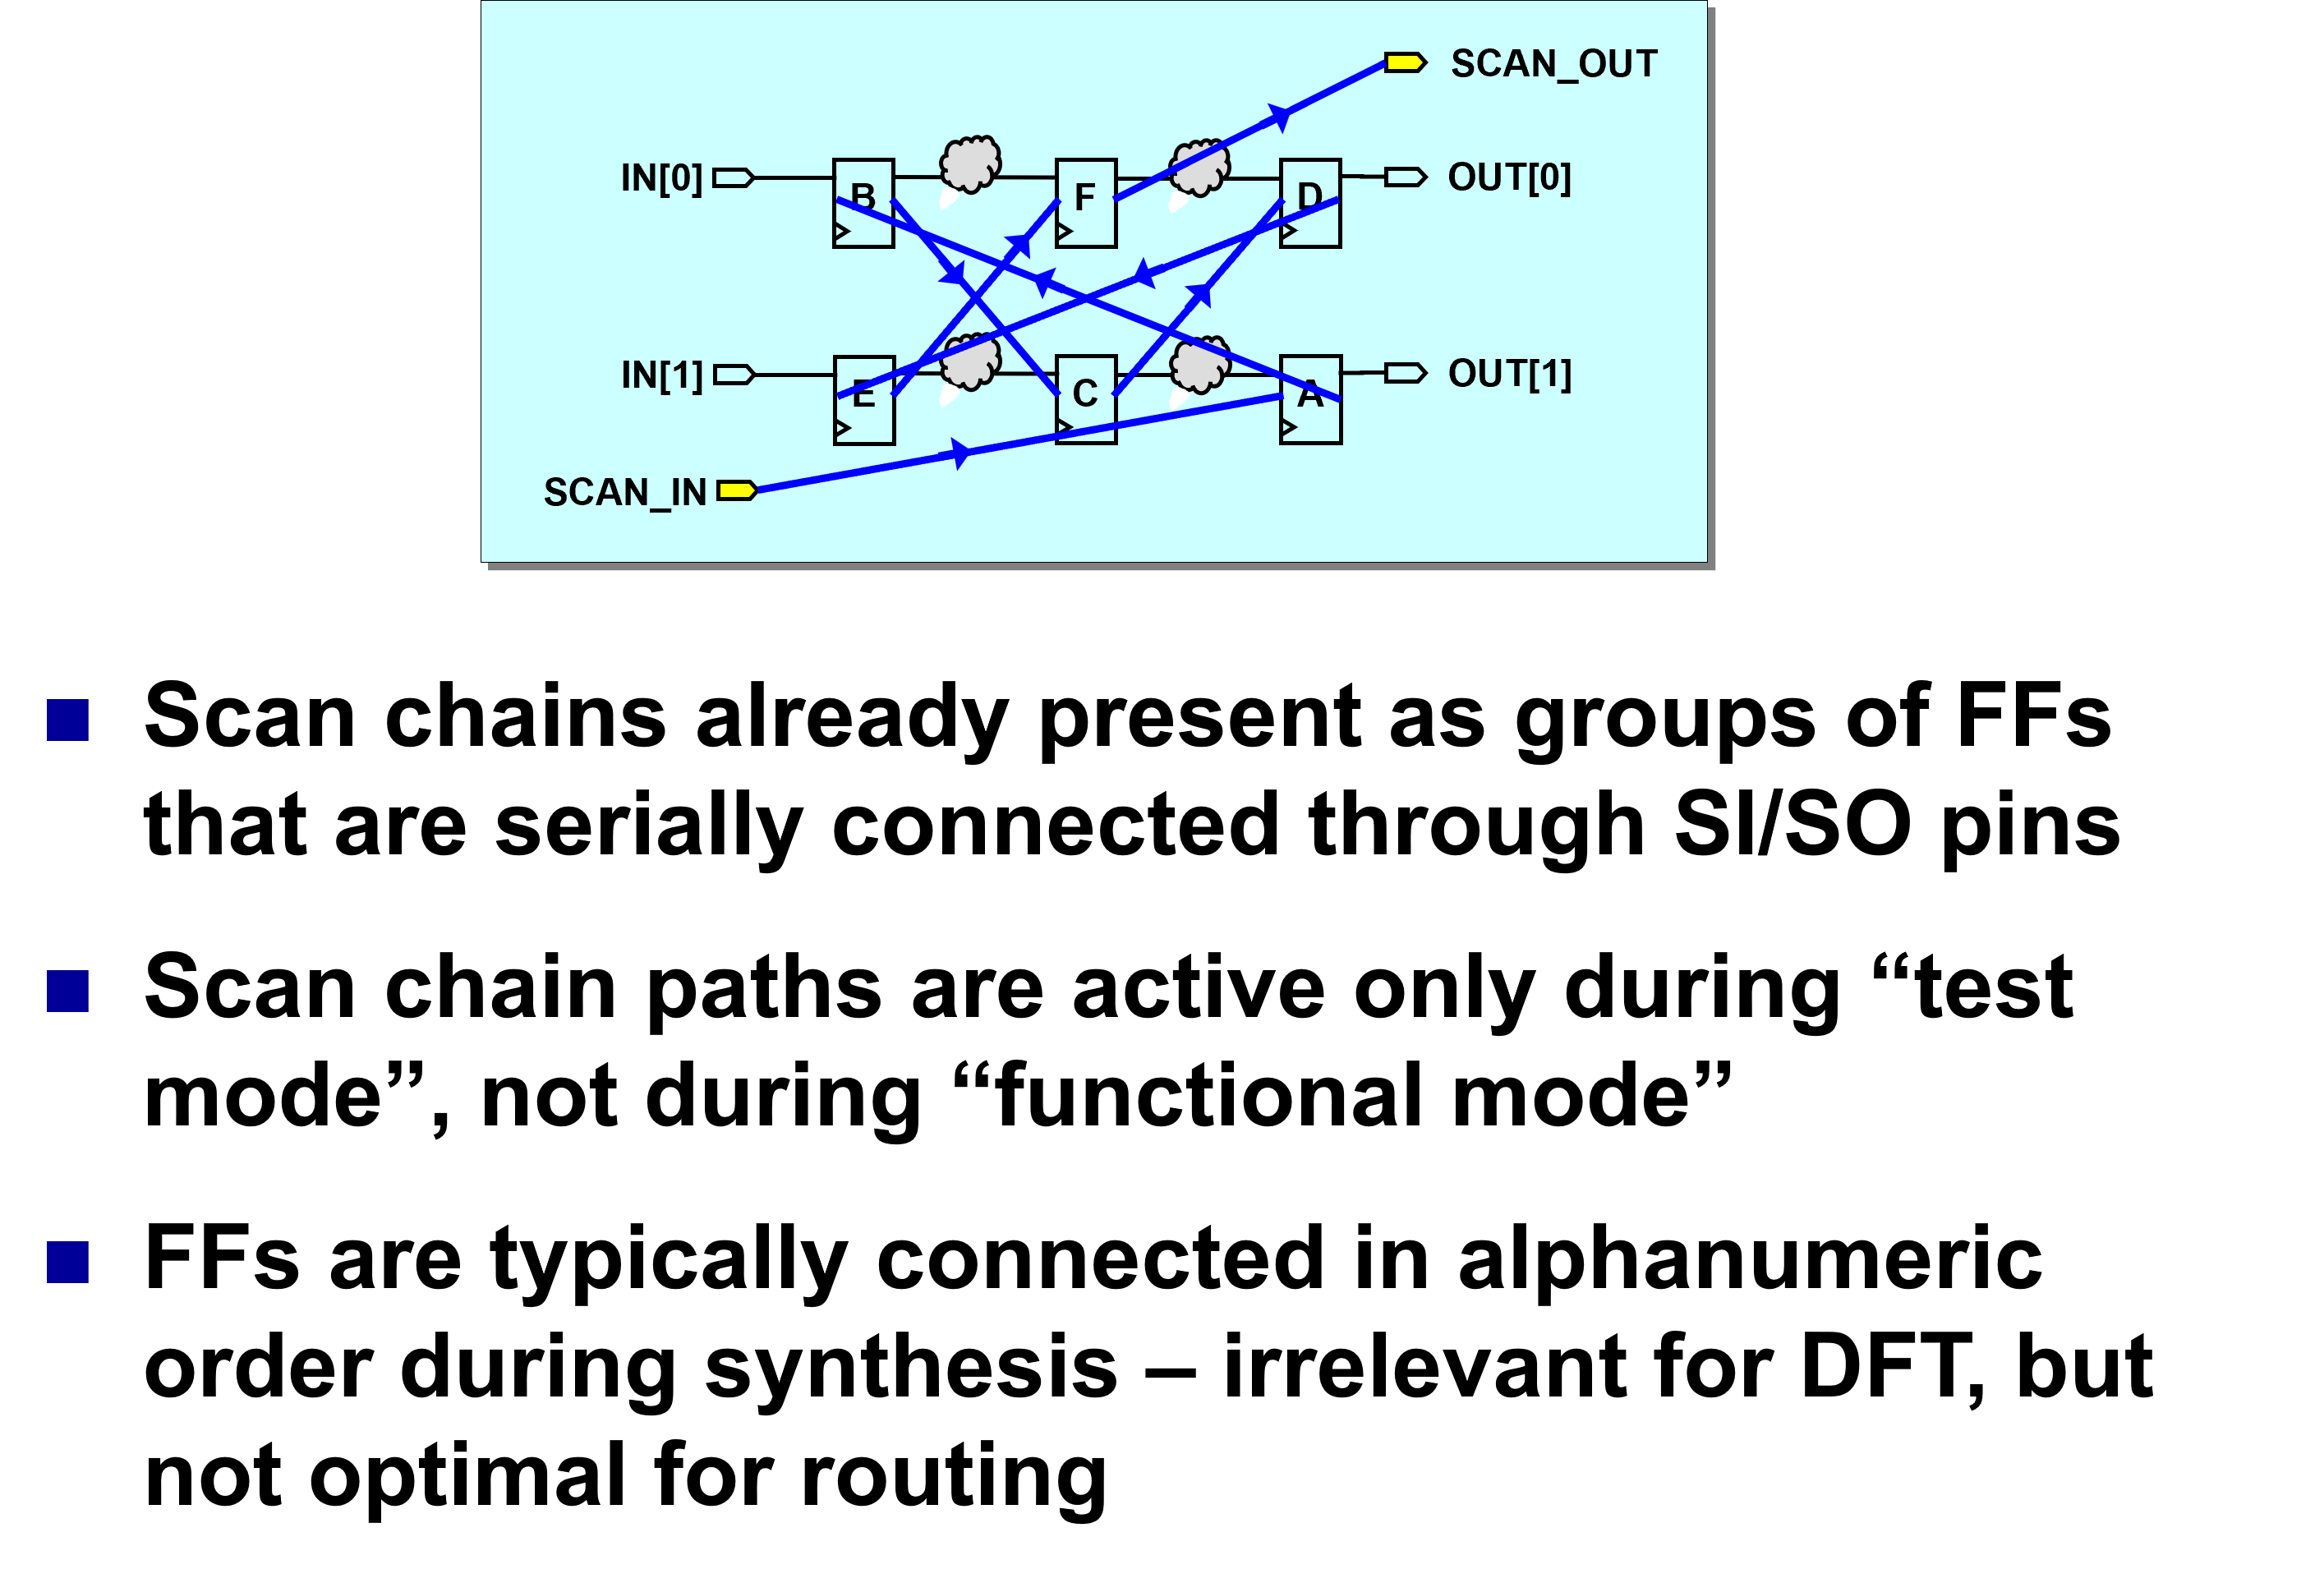 SCAN_OUT
IN[0]
B
F
D
OUT[0]
IN[1]
E
C
A
OUT[1]
SCAN_IN
Scan chains already present as groups of FFs
that are serially connected through SI/SO pins
Scan chain paths are active only during “test
mode”, not during “functional mode”
FFs are typically connected in alphanumeric
order during synthesis – irrelevant for DFT, but
not optimal for routing